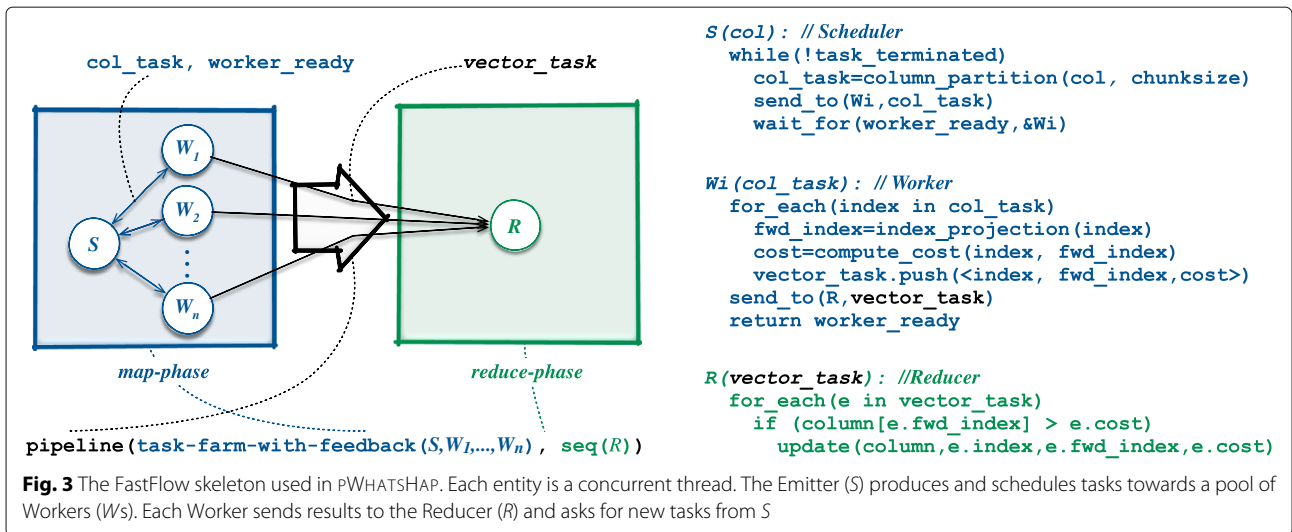 col_task, worker_ready
vector_task
W1
W2
S
Wn
R
map-phase
reduce-phase
pipeline(task-farm-with-feedback(S,W1,...,Wn), seq(R))
S(col): // Scheduler
while(!task_terminated)
col_task=column_partition(col, chunksize)
send_to(Wi,col_task)
wait_for(worker_ready,&Wi)
Wi(col_task): // Worker
for_each(index in col_task)
fwd_index=index_projection(index)
cost=compute_cost(index, fwd_index)
vector_task.push(<index, fwd_index,cost>)
send_to(R,vector_task)
return worker_ready
R(vector_task): //Reducer
for_each(e in vector_task)
if (column[e.fwd_index] > e.cost)
update(column,e.index,e.fwd_index,e.cost)
Fig. 3 The FastFlow skeleton used in PWHATSHAP. Each entity is a concurrent thread. The Emitter (S) produces and schedules tasks towards a pool of
Workers (Ws). Each Worker sends results to the Reducer (R) and asks for new tasks from S